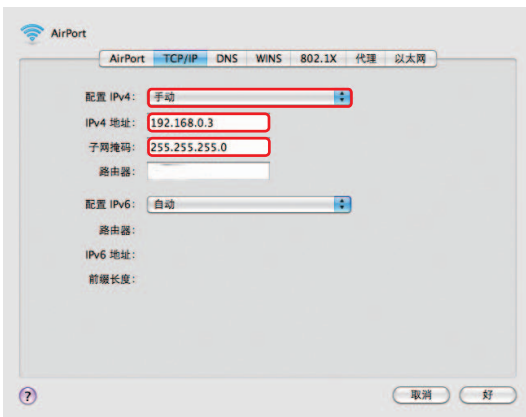 AirPort
AirPort TCP/IP DNS WINS 802.1X 代理 以太网
配置 IPv4: 手动
IPv4 地址: 192.168.0.3
子网掩码: 255.255.255.0
路由器:
配置 IPv6: 自动
路由器:
IPv6 地址:
前缀长度:
? 取消 好